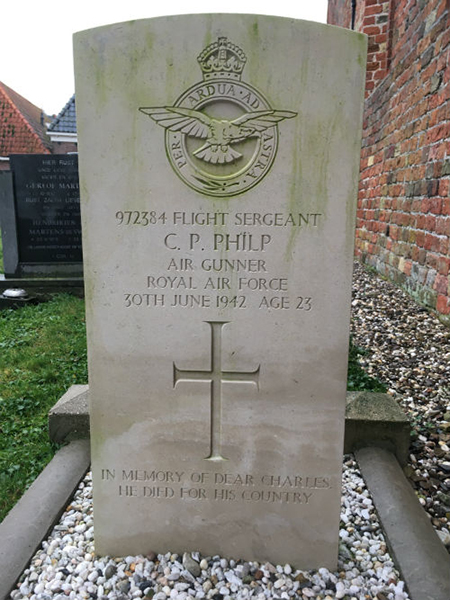 PER · ARDUA · AD · ASTRA
972384 FLIGHT SERGEANT
C. P. PHILP
AIR GUNNER
ROYAL AIR FORCE
30TH JUNE 1942 AGE 23
IN MEMORY OF DEAR CHARLES
HE DIED FOR HIS COUNTRY
HIER